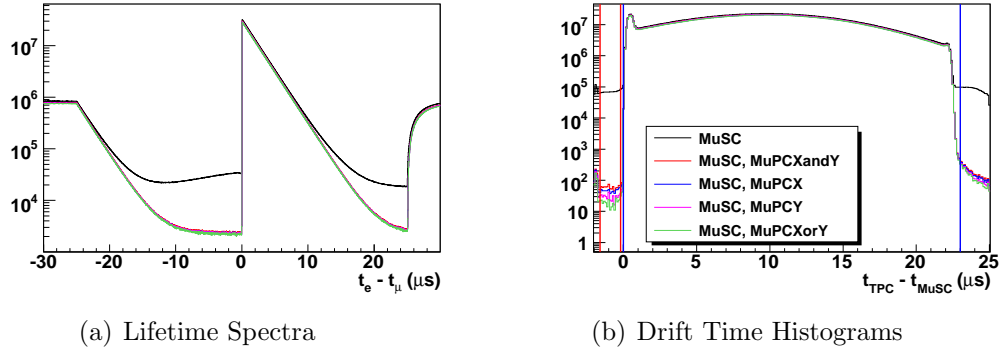 10⁷
10⁶
10⁵
10⁴
-30 -20 -10 0 10 20 30
t_e - t_μ (μs)
(a) Lifetime Spectra
10⁷
10⁶
10⁵
10⁴
10³
10²
10
1
0 5 10 15 20 25
t_TPC - t_MuSC (μs)
MuSC
MuSC, MuPCXandY
MuSC, MuPCX
MuSC, MuPCY
MuSC, MuPCXorY
(b) Drift Time Histograms